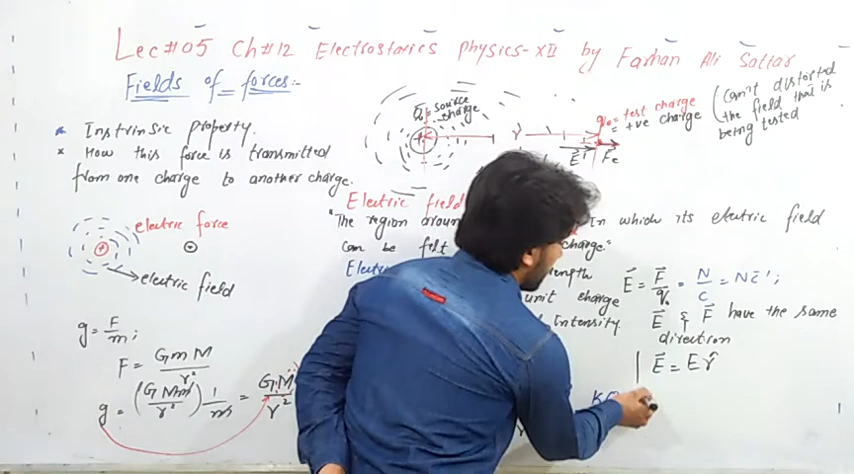 Lec#05 Ch#12 Electrostatics physics-XII by Farhan Ali Sattar
Fields of forces:-
Instrinsic property.
× How this force is transmitted
from one charge to another charge.
electric force
electric field
g = F/m ;
F = GmM/r²
g = (GMm/r²) 1/m = GM/r²
source
charge
r
q₀ = test charge
= +ve charge
(can't distorted
the field that is
being tested
E⃗ F⃗e
Electric field
"The region aroun in which its electric field
can be felt charge."
Elect length
unit charge
Intensity
E⃗ = F⃗/q₀ = N/C = NC⁻¹;
E⃗ & F⃗ have the same
direction
E⃗ = E r̂